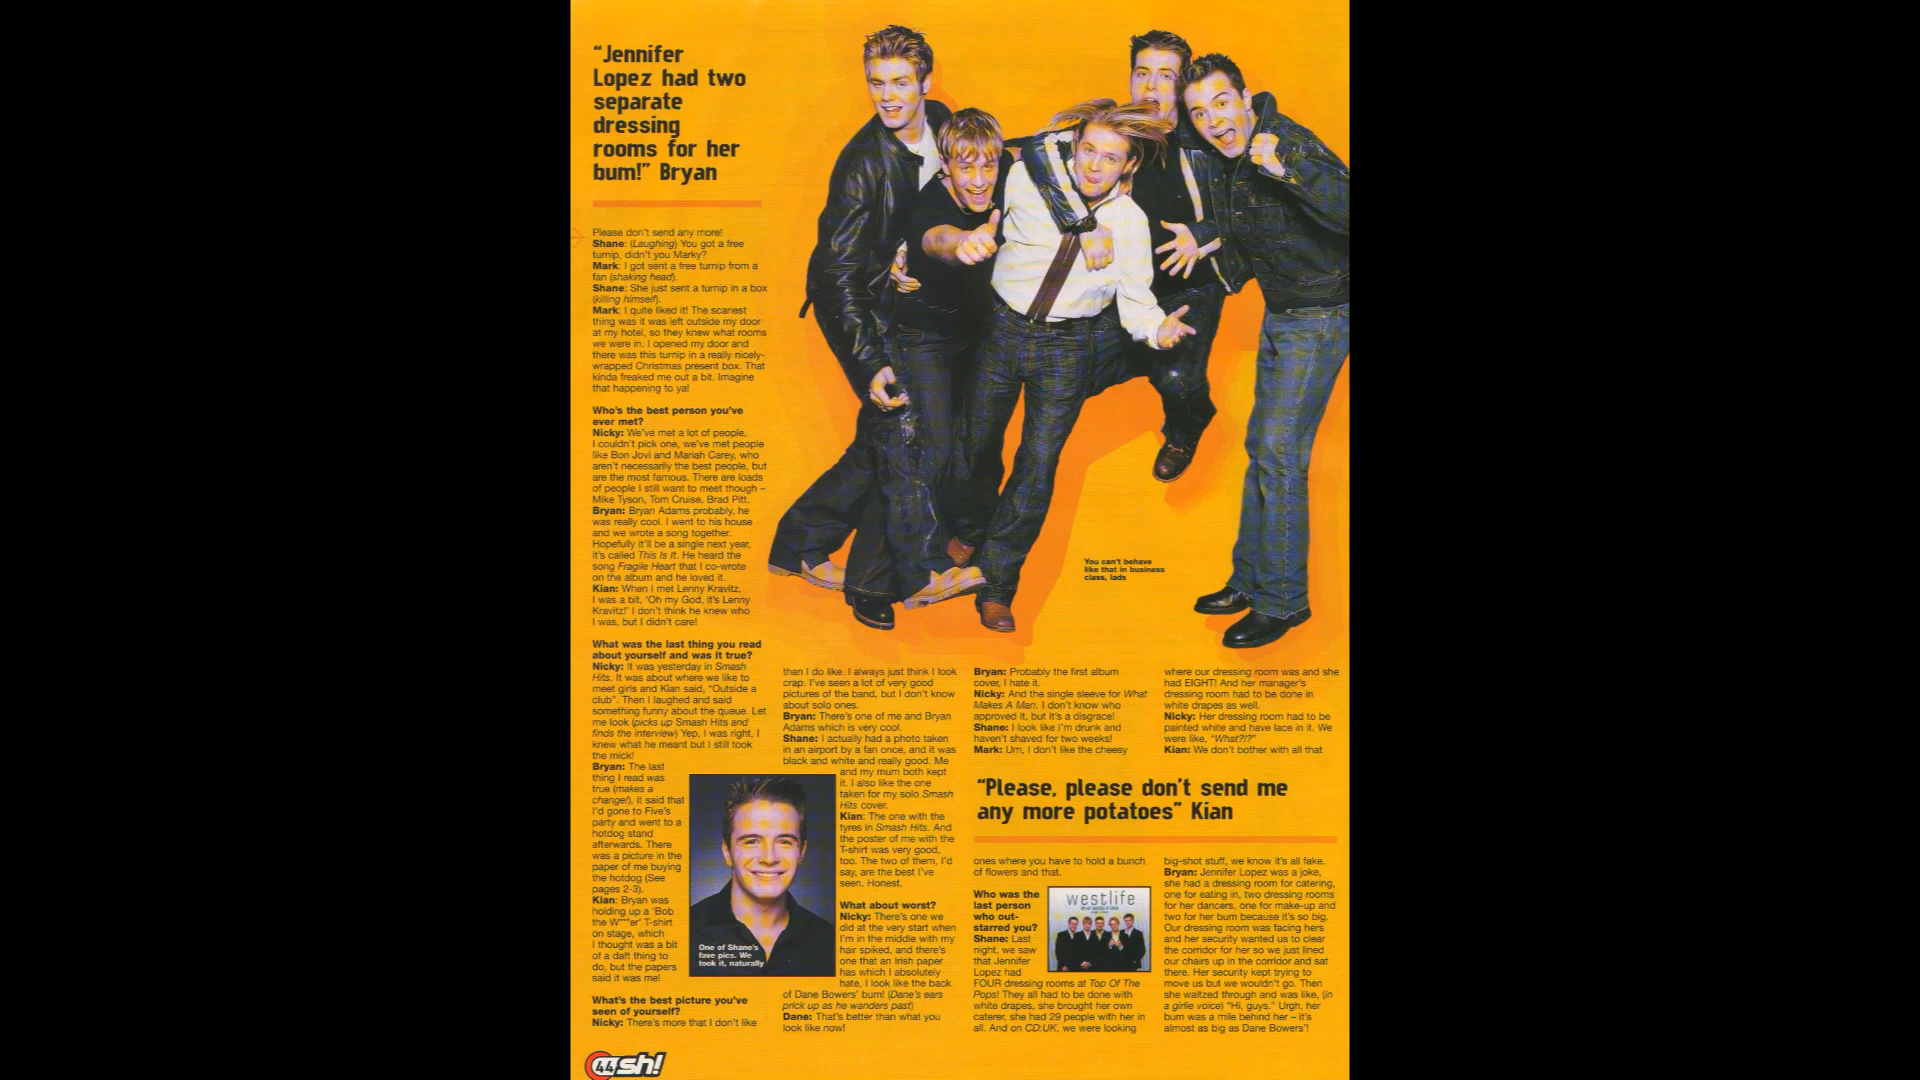 “Jennifer
Lopez had two
separate
dressing
rooms for her
bum!” Bryan
Please don't send any more!
Shane: (Laughing) You got a free
turnip, didn't you Marky?
Mark: I got sent a free turnip from a
fan (shaking head).
Shane: She just sent a turnip in a box
(killing himself).
Mark: I quite liked it! The scariest
thing was it was left outside my door
at my hotel, so they knew what rooms
we were in. I opened my door and
there was this turnip in a really nicely-
wrapped Christmas present box. That
kinda freaked me out a bit. Imagine
that happening to ya!
Who's the best person you've
ever met?
Nicky: We've met a lot of people,
I couldn't pick one, we've met people
like Bon Jovi and Mariah Carey, who
aren't necessarily the best people, but
are the most famous. There are loads
of people I still want to meet though –
Mike Tyson, Tom Cruise, Brad Pitt.
Bryan: Bryan Adams probably, he
was really cool. I went to his house
and we wrote a song together.
Hopefully it'll be a single next year,
it's called This Is It. He heard the
song Fragile Heart that I co-wrote
on the album and he loved it.
Kian: When I met Lenny Kravitz,
I was a bit, 'Oh my God, it's Lenny
Kravitz!' I don't think he knew who
I was, but I didn't care!
What was the last thing you read
about yourself and was it true?
Nicky: It was yesterday in Smash
Hits. It was about where we like to
meet girls and Kian said, “Outside a
club”. Then I laughed and said
something funny about the queue. Let
me look (picks up Smash Hits and
finds the interview) Yep, I was right, I
knew what he meant but I still took
the mick!
Bryan: The last
thing I read was
true (makes a
change!), it said that
I'd gone to Five's
party and went to a
hotdog stand
afterwards. There
was a picture in the
paper of me buying
the hotdog (See
pages 2-3).
Kian: Bryan was
holding up a 'Bob
the W***er' T-shirt
on stage, which
I thought was a bit
of a daft thing to
do, but the papers
said it was me!
What's the best picture you've
seen of yourself?
Nicky: There's more that I don't like
than I do like. I always just think I look
crap. I've seen a lot of very good
pictures of the band, but I don't know
about solo ones.
Bryan: There's one of me and Bryan
Adams which is very cool.
Shane: I actually had a photo taken
in an airport by a fan once, and it was
black and white and really good. Me
and my mum both kept
it. I also like the one
taken for my solo Smash
Hits cover.
Kian: The one with the
tyres in Smash Hits. And
the poster of me with the
T-shirt was very good,
too. The two of them, I'd
say, are the best I've
seen. Honest.
What about worst?
Nicky: There's one we
did at the very start when
I'm in the middle with my
hair spiked, and there's
one that an Irish paper
has which I absolutely
hate, I look like the back
of Dane Bowers' bum! (Dane's ears
prick up as he wanders past)
Dane: That's better than what you
look like now!
One of Shane's
fave pics. We
took it, naturally
You can't behave
like that in business
class, lads
Bryan: Probably the first album
cover, I hate it.
Nicky: And the single sleeve for What
Makes A Man. I don't know who
approved it, but it's a disgrace!
Shane: I look like I'm drunk and
haven't shaved for two weeks!
Mark: Um, I don't like the cheesy
“Please, please don't send me
any more potatoes” Kian
ones where you have to hold a bunch
of flowers and that.
Who was the
last person
who out-
starred you?
Shane: Last
night, we saw
that Jennifer
Lopez had
FOUR dressing rooms at Top Of The
Pops! They all had to be done with
white drapes, she brought her own
caterer, she had 29 people with her in
all. And on CD:UK, we were looking
westlife
where our dressing room was and she
had EIGHT! And her manager's
dressing room had to be done in
white drapes as well.
Nicky: Her dressing room had to be
painted white and have lace in it. We
were like, “What?!?”
Kian: We don't bother with all that
big-shot stuff, we know it's all fake.
Bryan: Jennifer Lopez was a joke,
she had a dressing room for catering,
one for eating in, two dressing rooms
for her dancers, one for make-up and
two for her bum because it's so big.
Our dressing room was facing hers
and her security wanted us to clear
the corridor for her so we just lined
our chairs up in the corridor and sat
there. Her security kept trying to
move us but we wouldn't go. Then
she waltzed through and was like, (in
a girlie voice) “Hi, guys.” Urgh, her
bum was a mile behind her – it's
almost as big as Dane Bowers'!
44 sh!